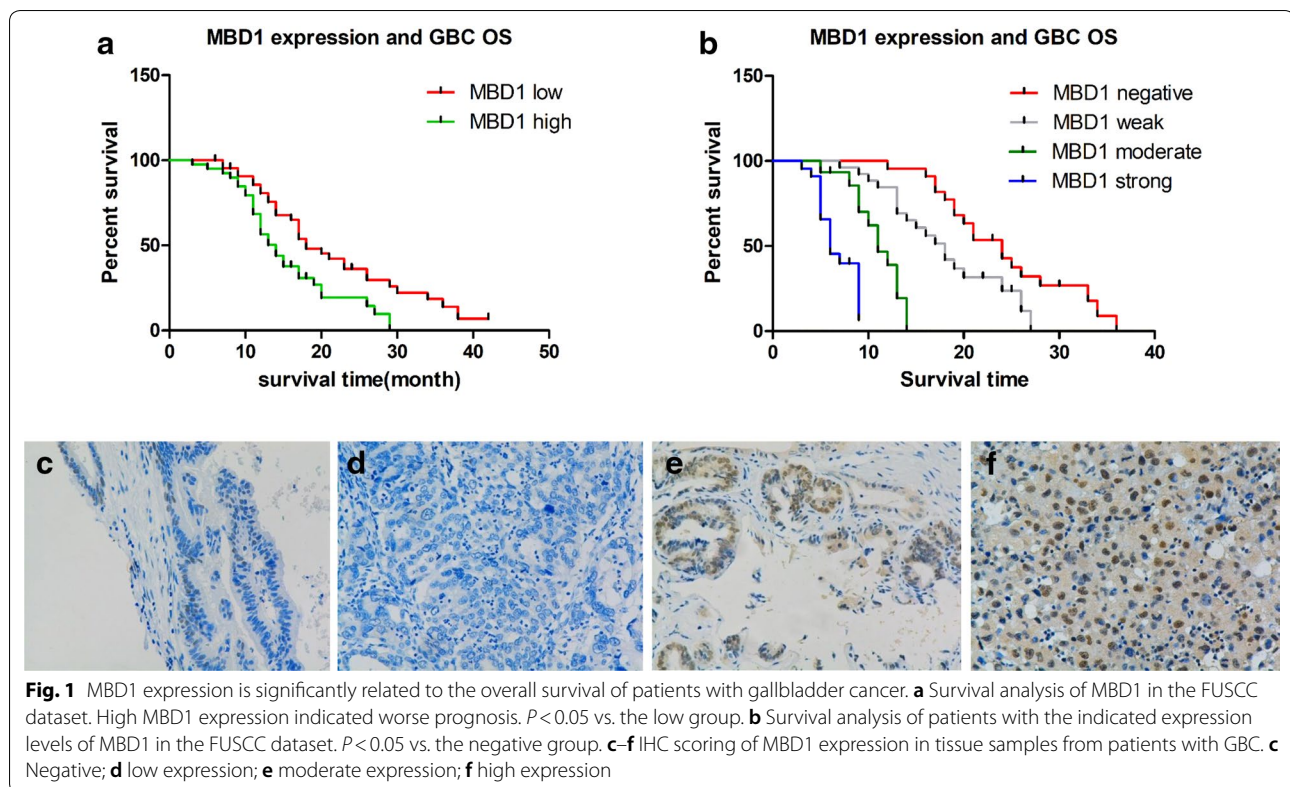 a
MBD1 expression and GBC OS
MBD1 low
MBD1 high
Percent survival
150
100
50
0
0 10 20 30 40 50
survival time(month)
b
MBD1 expression and GBC OS
MBD1 negative
MBD1 weak
MBD1 moderate
MBD1 strong
Percent survival
150
100
50
0
0 10 20 30 40
Survival time
c
d
e
f
Fig. 1 MBD1 expression is significantly related to the overall survival of patients with gallbladder cancer. a Survival analysis of MBD1 in the FUSCC
dataset. High MBD1 expression indicated worse prognosis. P < 0.05 vs. the low group. b Survival analysis of patients with the indicated expression
levels of MBD1 in the FUSCC dataset. P < 0.05 vs. the negative group. c–f IHC scoring of MBD1 expression in tissue samples from patients with GBC. c
Negative; d low expression; e moderate expression; f high expression